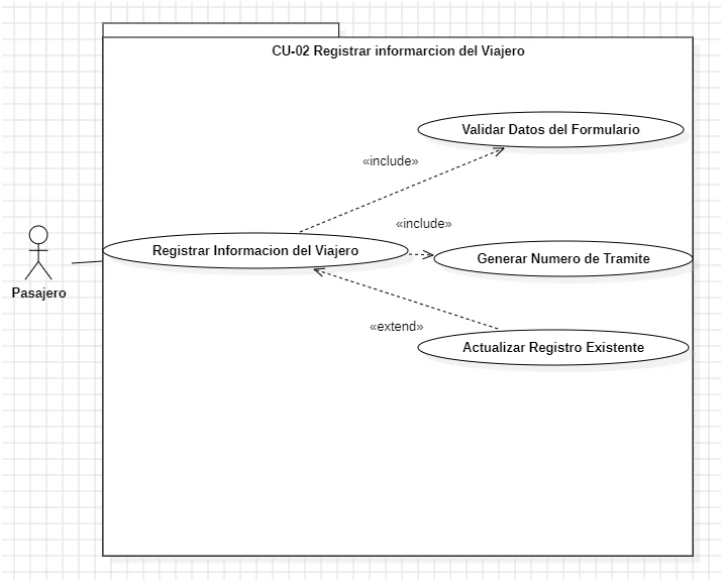 CU-02 Registrar informarcion del Viajero
Validar Datos del Formulario
«include»
«include»
Registrar Informacion del Viajero
Generar Numero de Tramite
Pasajero
«extend»
Actualizar Registro Existente